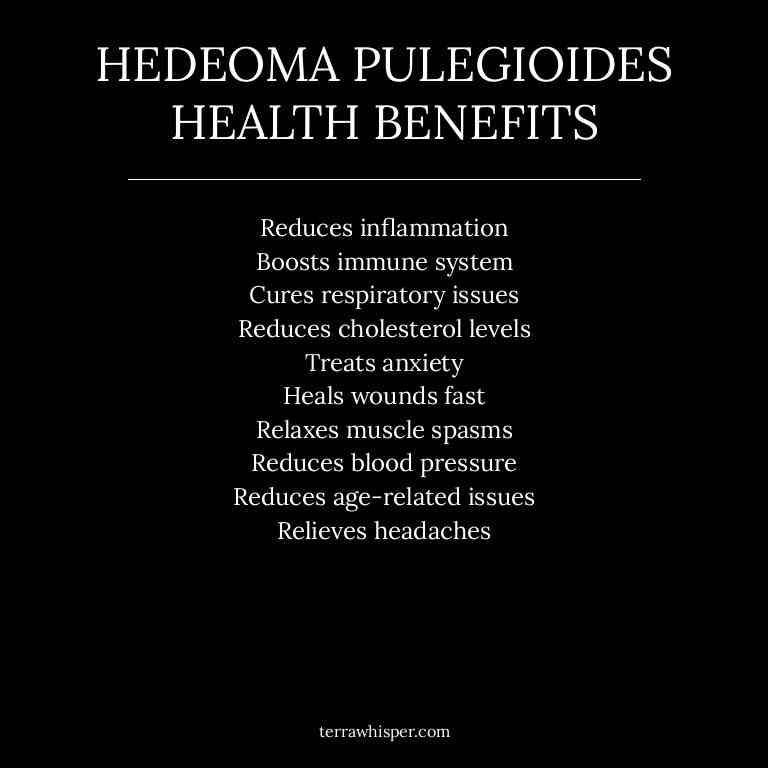 HEDEOMA PULEGIOIDES
HEALTH BENEFITS
Reduces inflammation
Boosts immune system
Cures respiratory issues
Reduces cholesterol levels
Treats anxiety
Heals wounds fast
Relaxes muscle spasms
Reduces blood pressure
Reduces age-related issues
Relieves headaches
terrawhisper.com